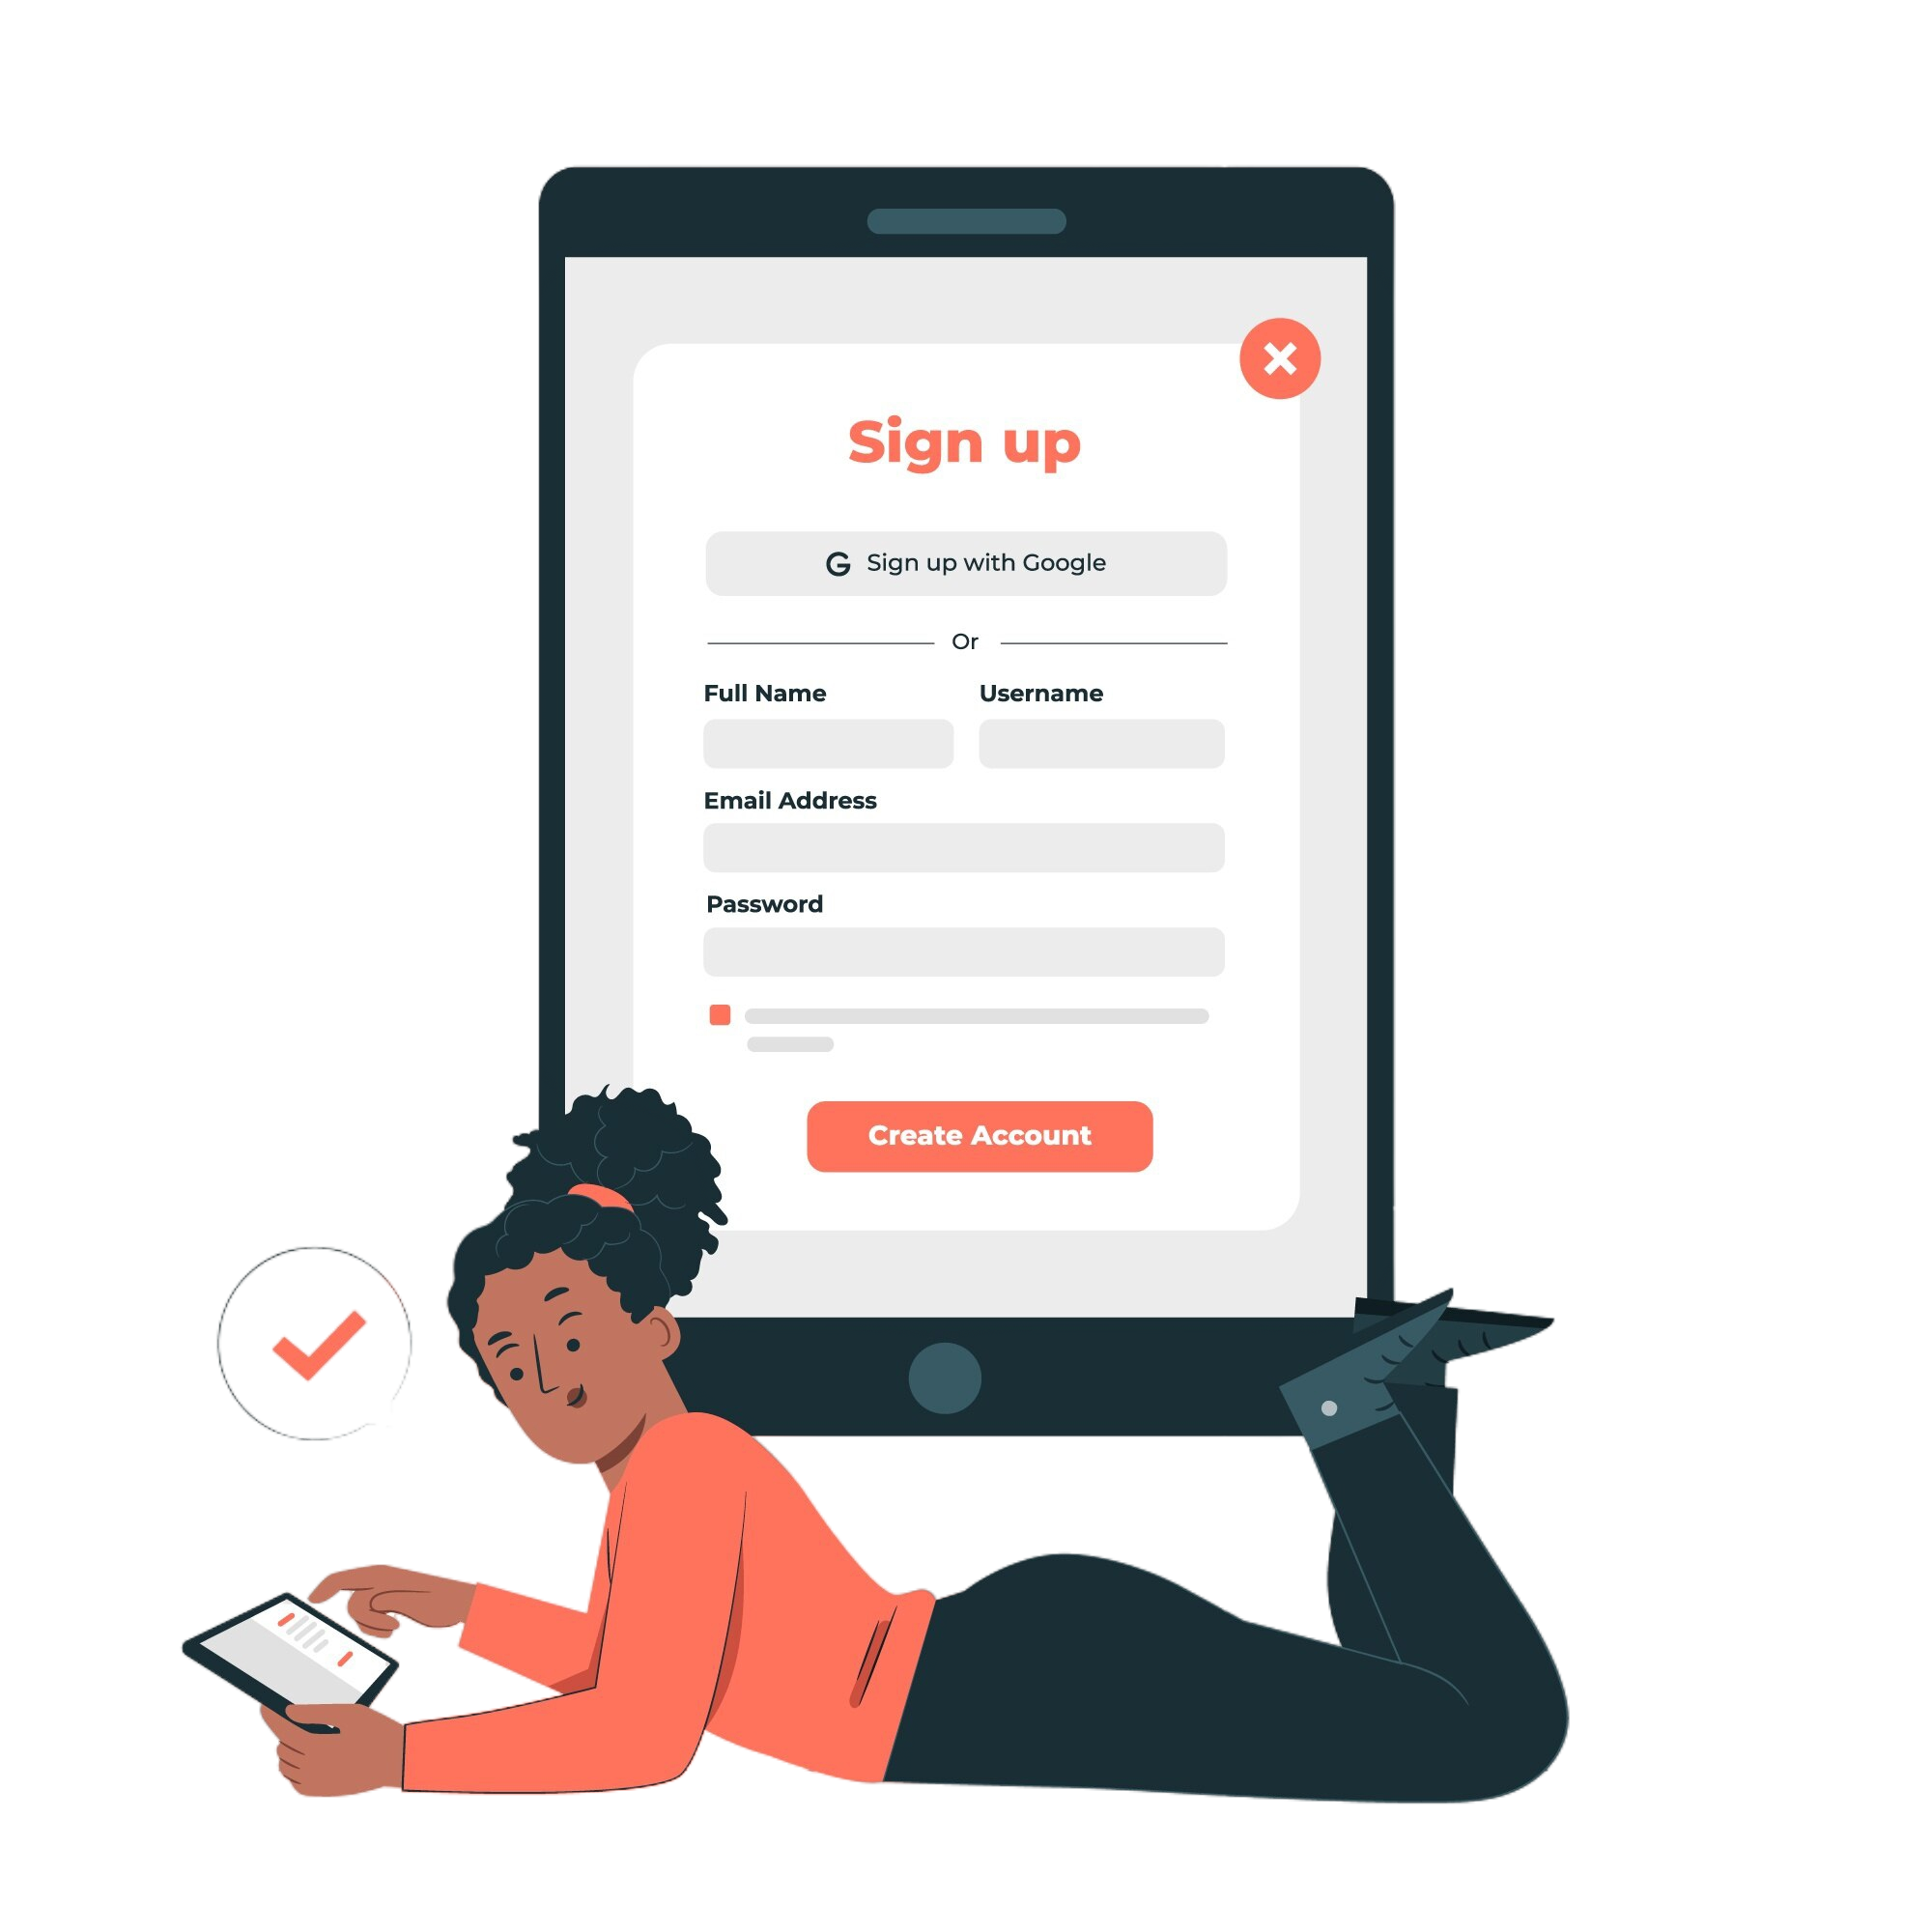 Sign up
G Sign up with Google
Or
Full Name Username
Email Address
Password
Create Account